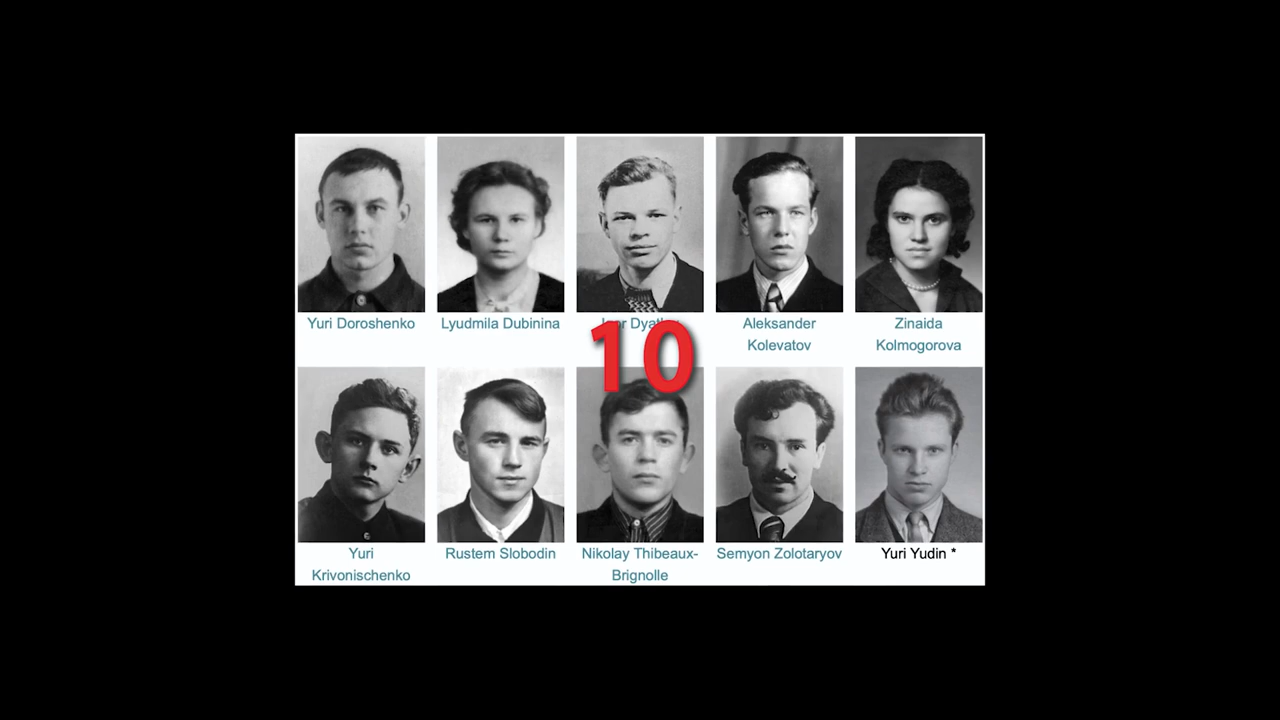 Yuri Doroshenko
Lyudmila Dubinina
Aleksander
Kolevatov
Zinaida
Kolmogorova
10
Yuri
Krivonischenko
Rustem Slobodin
Nikolay Thibeaux-
Brignolle
Semyon Zolotaryov
Yuri Yudin *